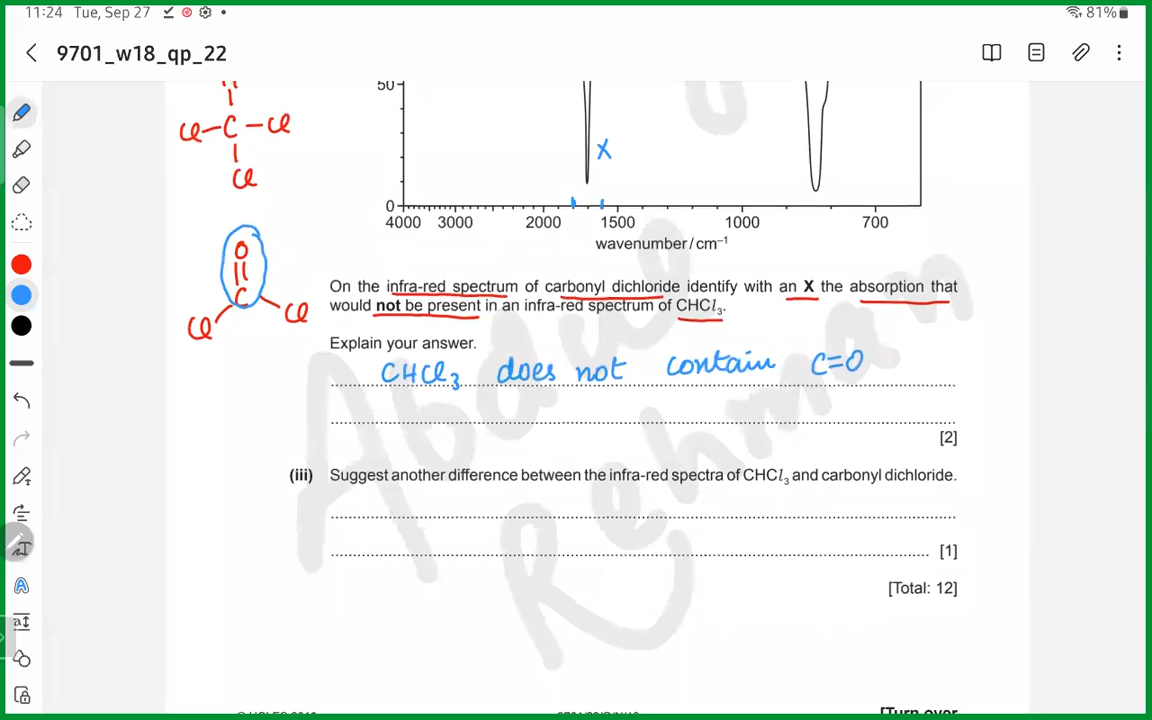 11:24 Tue, Sep 27
81%
9701_w18_qp_22
50
0
4000 3000 2000 1500 1000 700
wavenumber/cm⁻¹
X
Cl–C–Cl
Cl
O
C
Cl Cl
On the infra-red spectrum of carbonyl dichloride identify with an X the absorption that
would not be present in an infra-red spectrum of CHCl₃.
Explain your answer.
CHCl₃ does not contain C=O
[2]
(iii) Suggest another difference between the infra-red spectra of CHCl₃ and carbonyl dichloride.
[1]
[Total: 12]
Abdul
Rehman
[Turn over